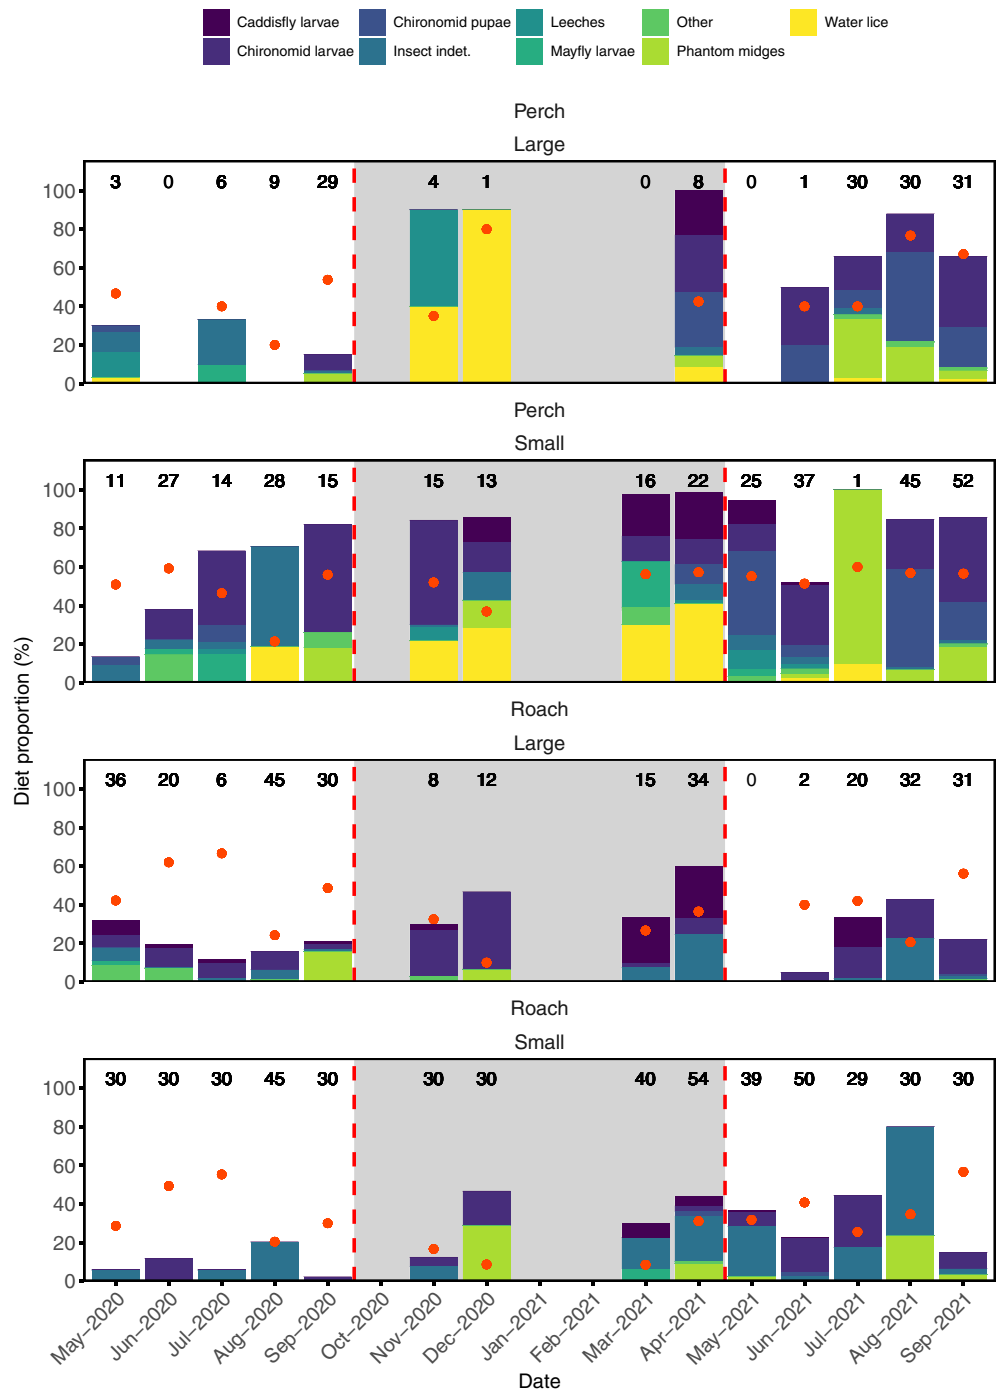 Caddisfly larvae Chironomid pupae Leeches Other Water lice
Chironomid larvae Insect indet. Mayfly larvae Phantom midges
Perch
Large
3 0 6 9 29 4 1 0 8 0 1 30 30 31
100
80
60
40
20
0
Perch
Small
11 27 14 28 15 15 13 16 22 25 37 1 45 52
100
80
60
40
20
0
Roach
Large
36 20 6 45 30 8 12 15 34 0 2 20 32 31
100
80
60
40
20
0
Roach
Small
30 30 30 45 30 30 30 40 54 39 50 29 30 30
100
80
60
40
20
0
Diet proportion (%)
May–2020 Jun–2020 Jul–2020 Aug–2020 Sep–2020 Oct–2020 Nov–2020 Dec–2020 Jan–2021 Feb–2021 Mar–2021 Apr–2021 May–2021 Jun–2021 Jul–2021 Aug–2021 Sep–2021
Date